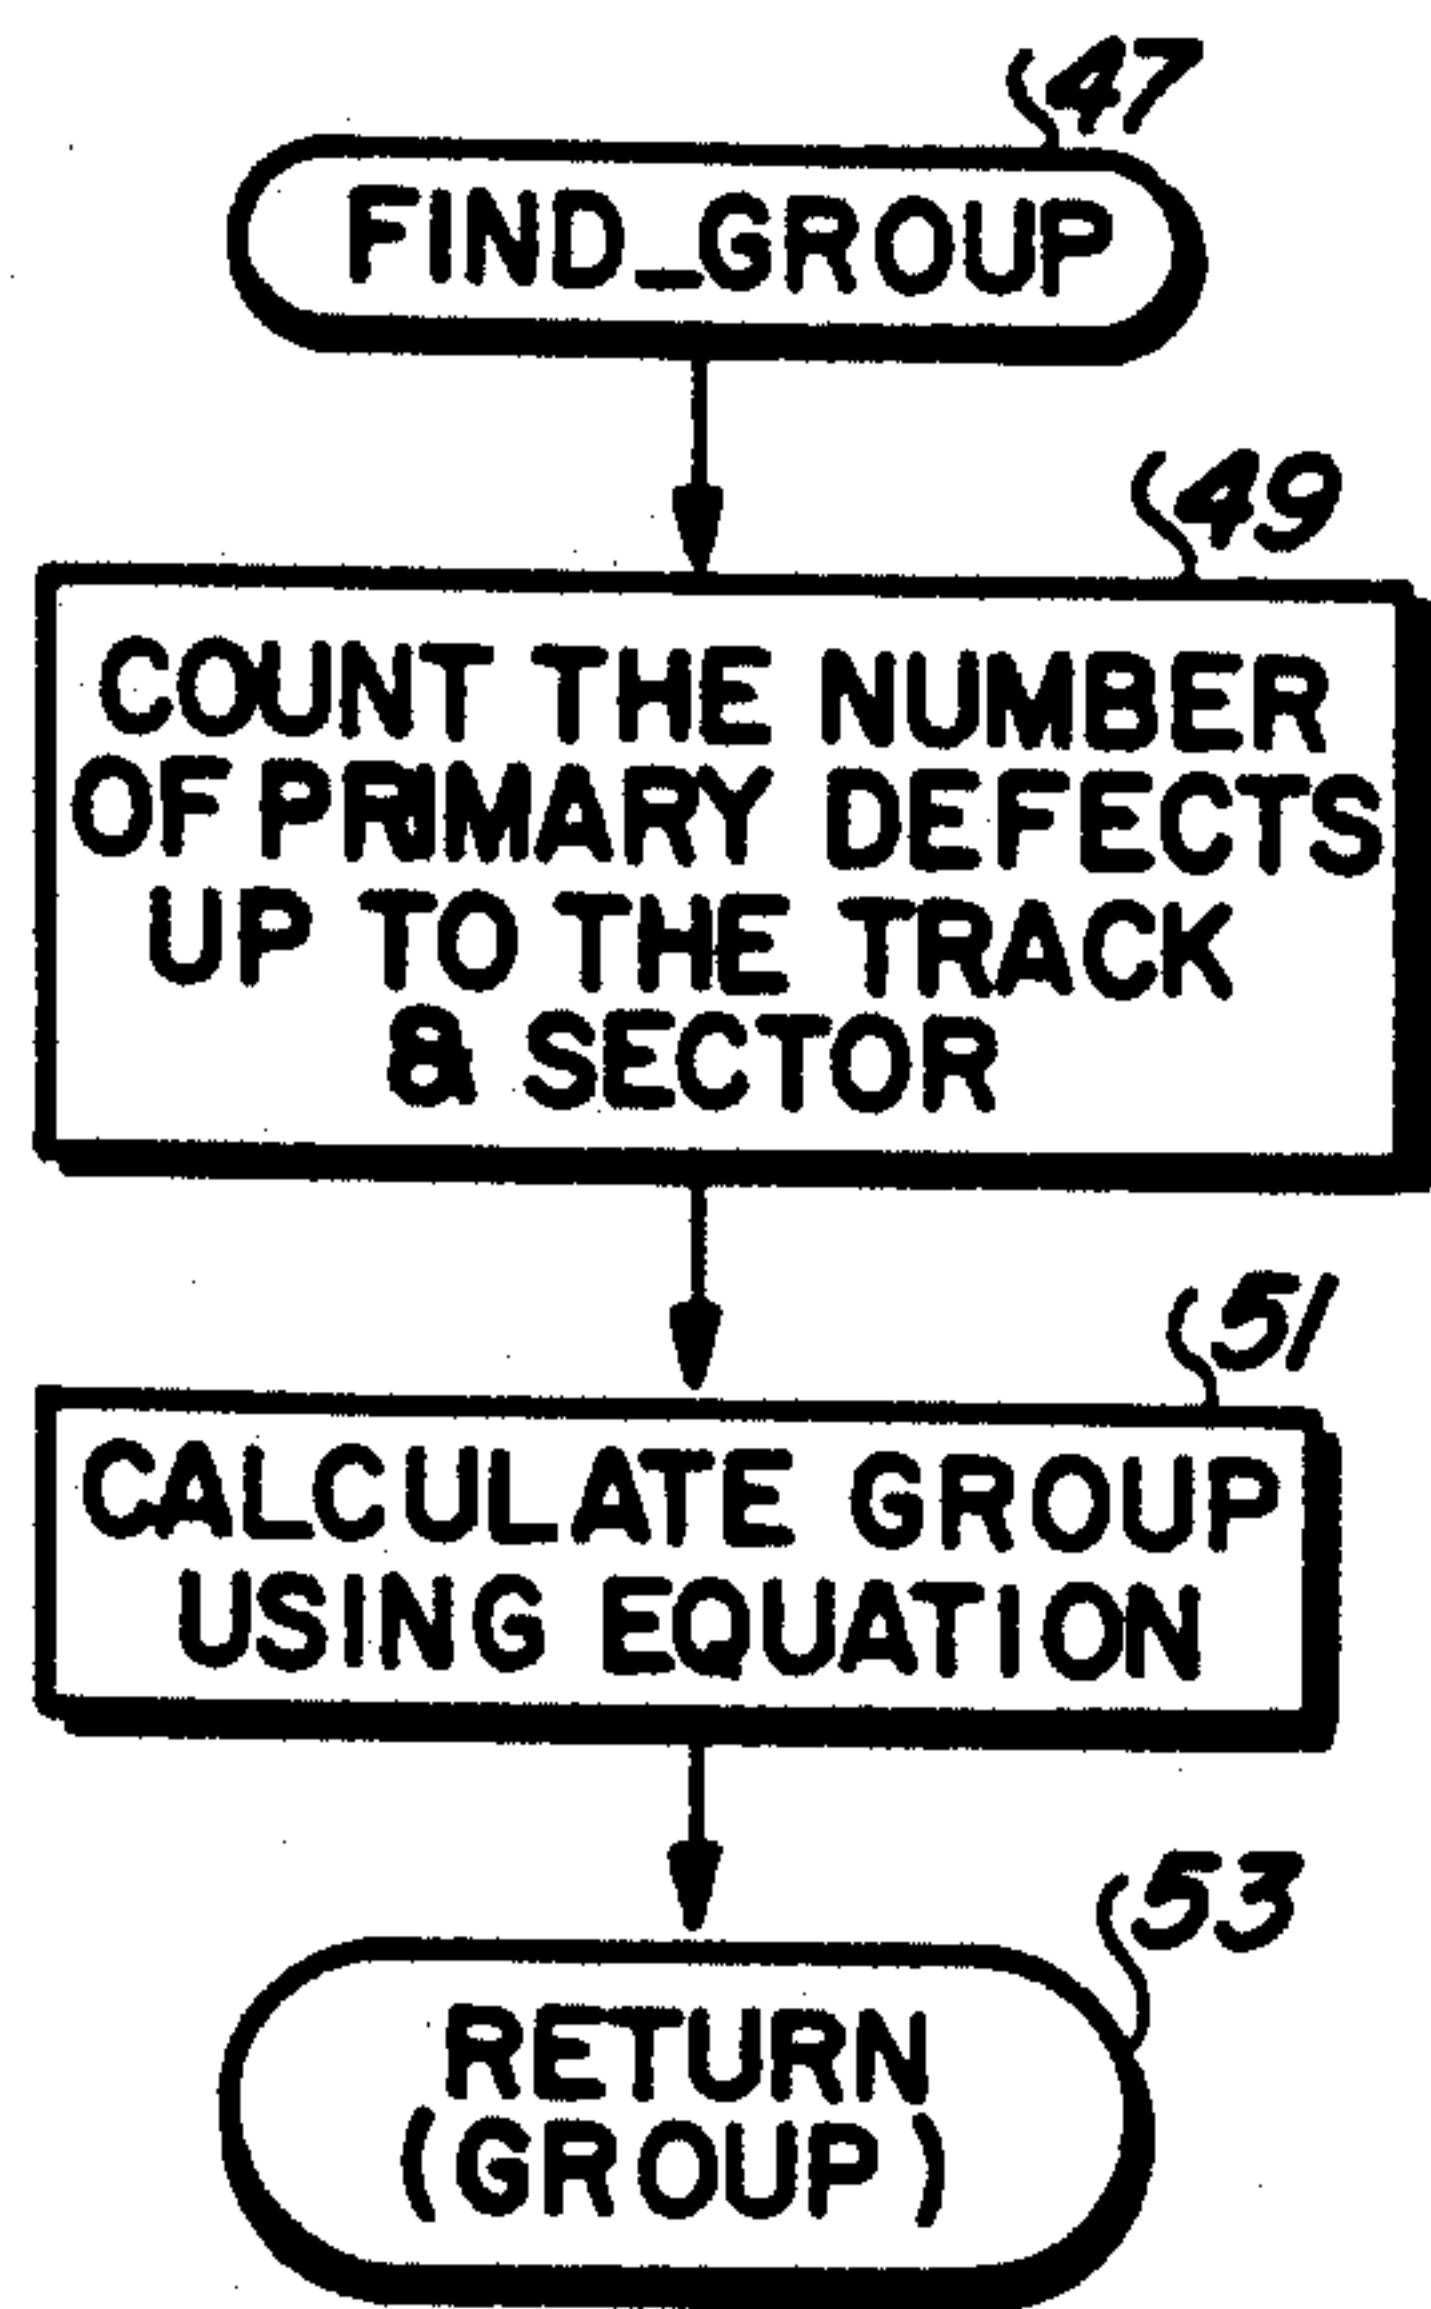 47
FIND_GROUP
49
COUNT THE NUMBER
OF PRIMARY DEFECTS
UP TO THE TRACK
& SECTOR
51
CALCULATE GROUP
USING EQUATION
53
RETURN
(GROUP)